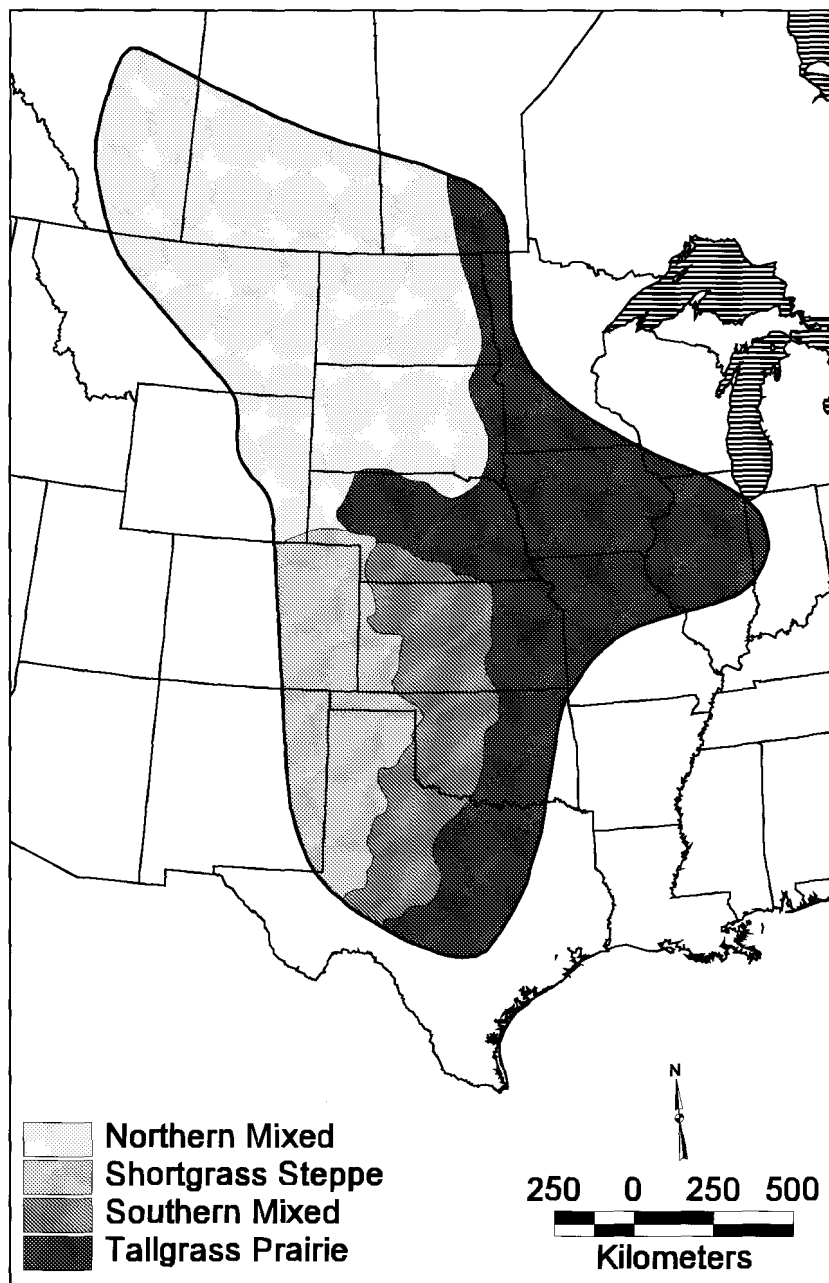 N
Northern Mixed
Shortgrass Steppe
Southern Mixed
Tallgrass Prairie
250 0 250 500
Kilometers